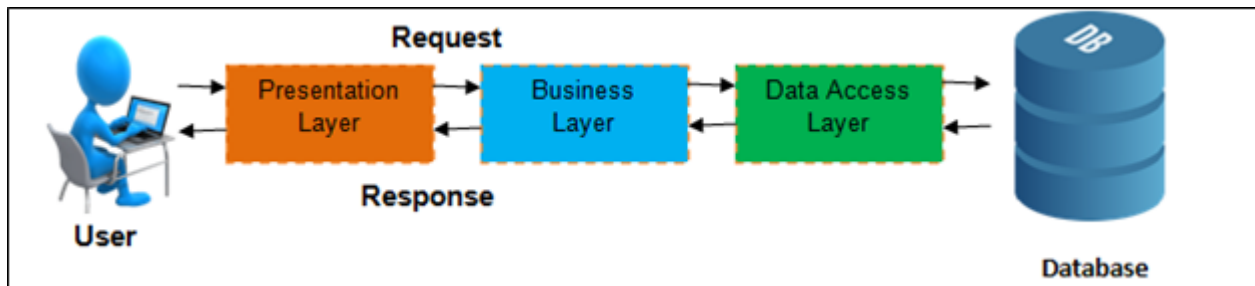 Request
DB
Presentation
Layer
Business
Layer
Data Access
Layer
Response
User
Database